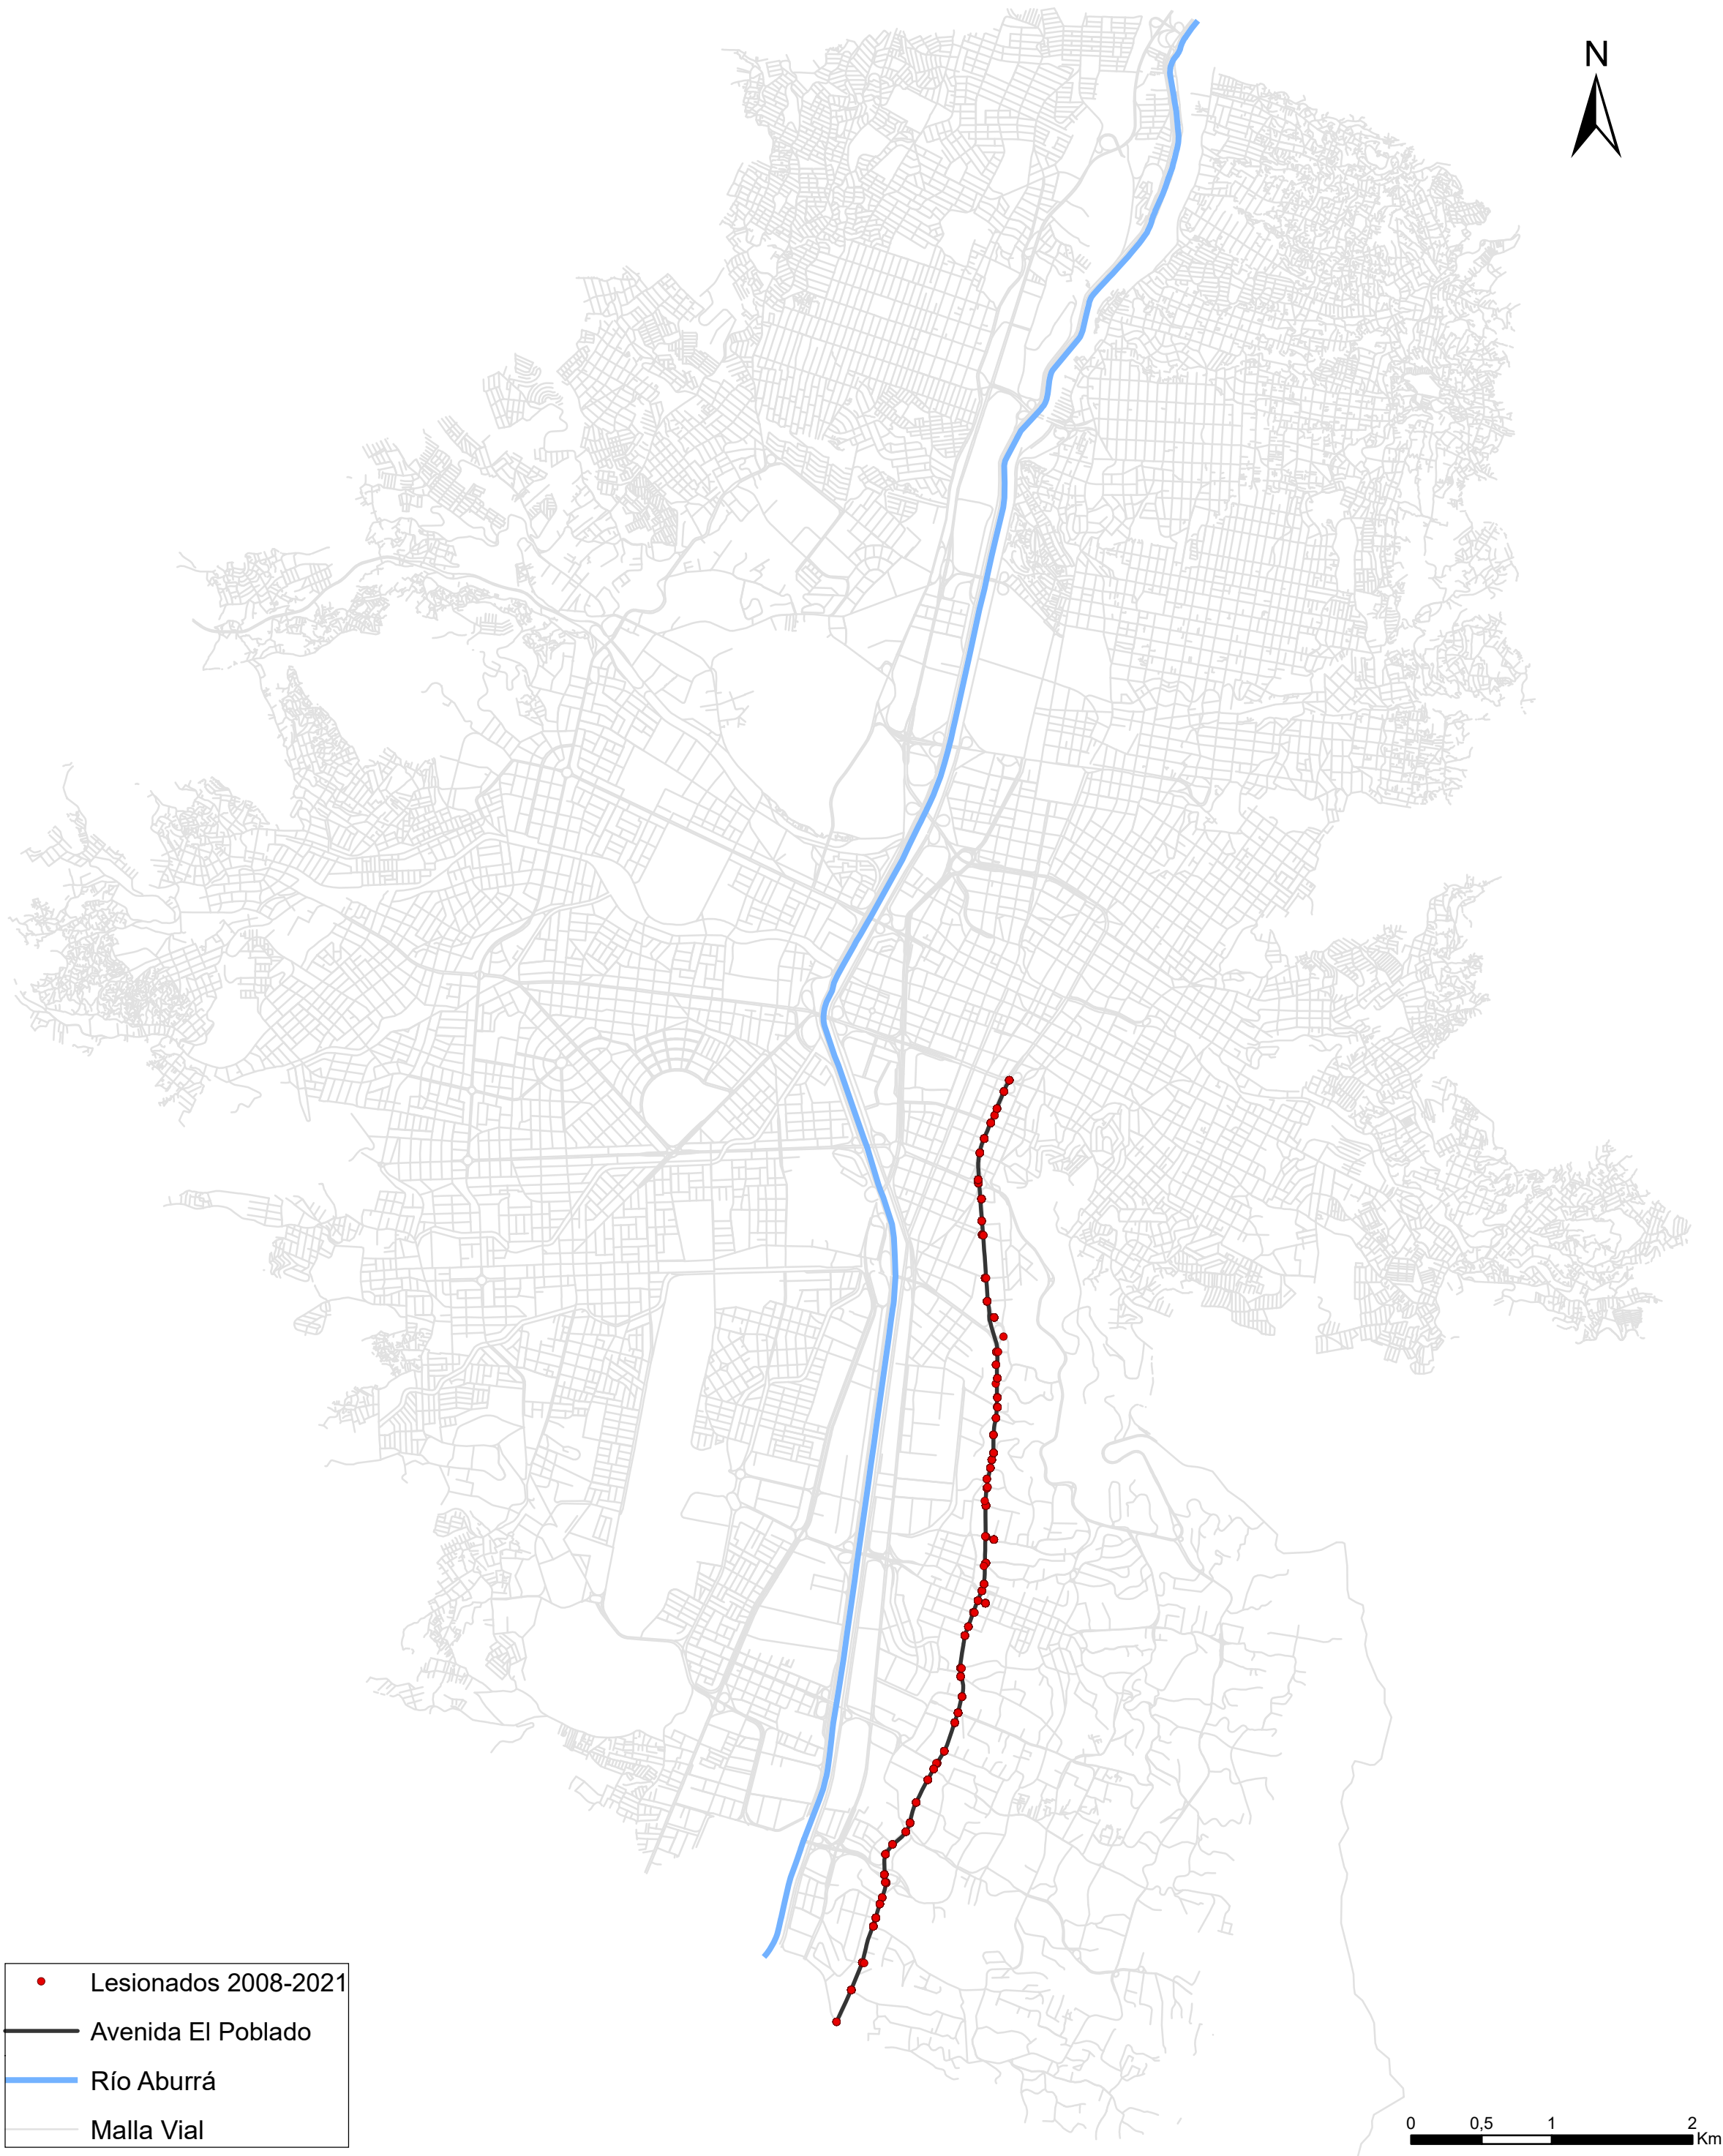 N
Lesionados 2008-2021
Avenida El Poblado
Río Aburrá
Malla Vial
0 0,5 1 2
Km